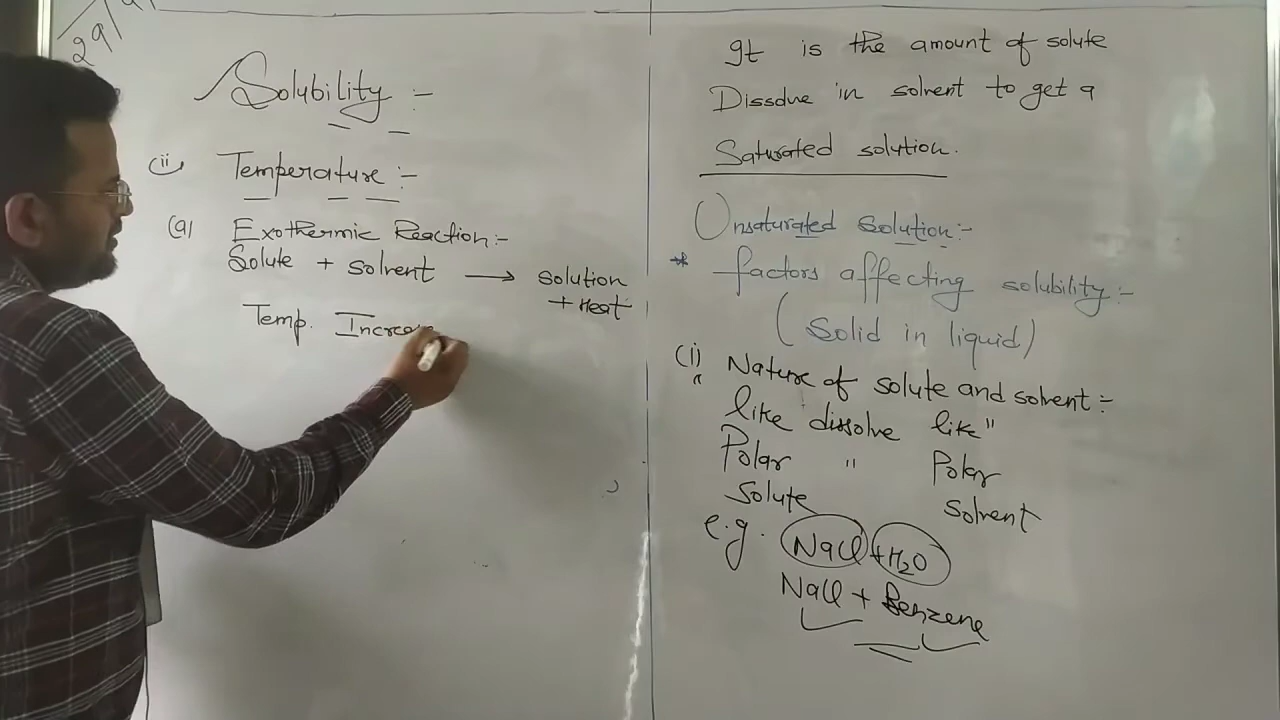 29/
Solubility :-
(ii) Temperature :-
(a) Exothermic Reaction:-
Solute + solvent → solution
+ Heat
Temp. Increa
It is the amount of solute
Dissolve in solvent to get a
Saturated solution.
Unsaturated solution:-
* factors affecting solubility:-
(Solid in liquid)
(i) Nature of solute and solvent:-
"like dissolve like"
Polar " Polar
Solute Solvent
e.g. NaCl + H₂O
NaCl + Benzene